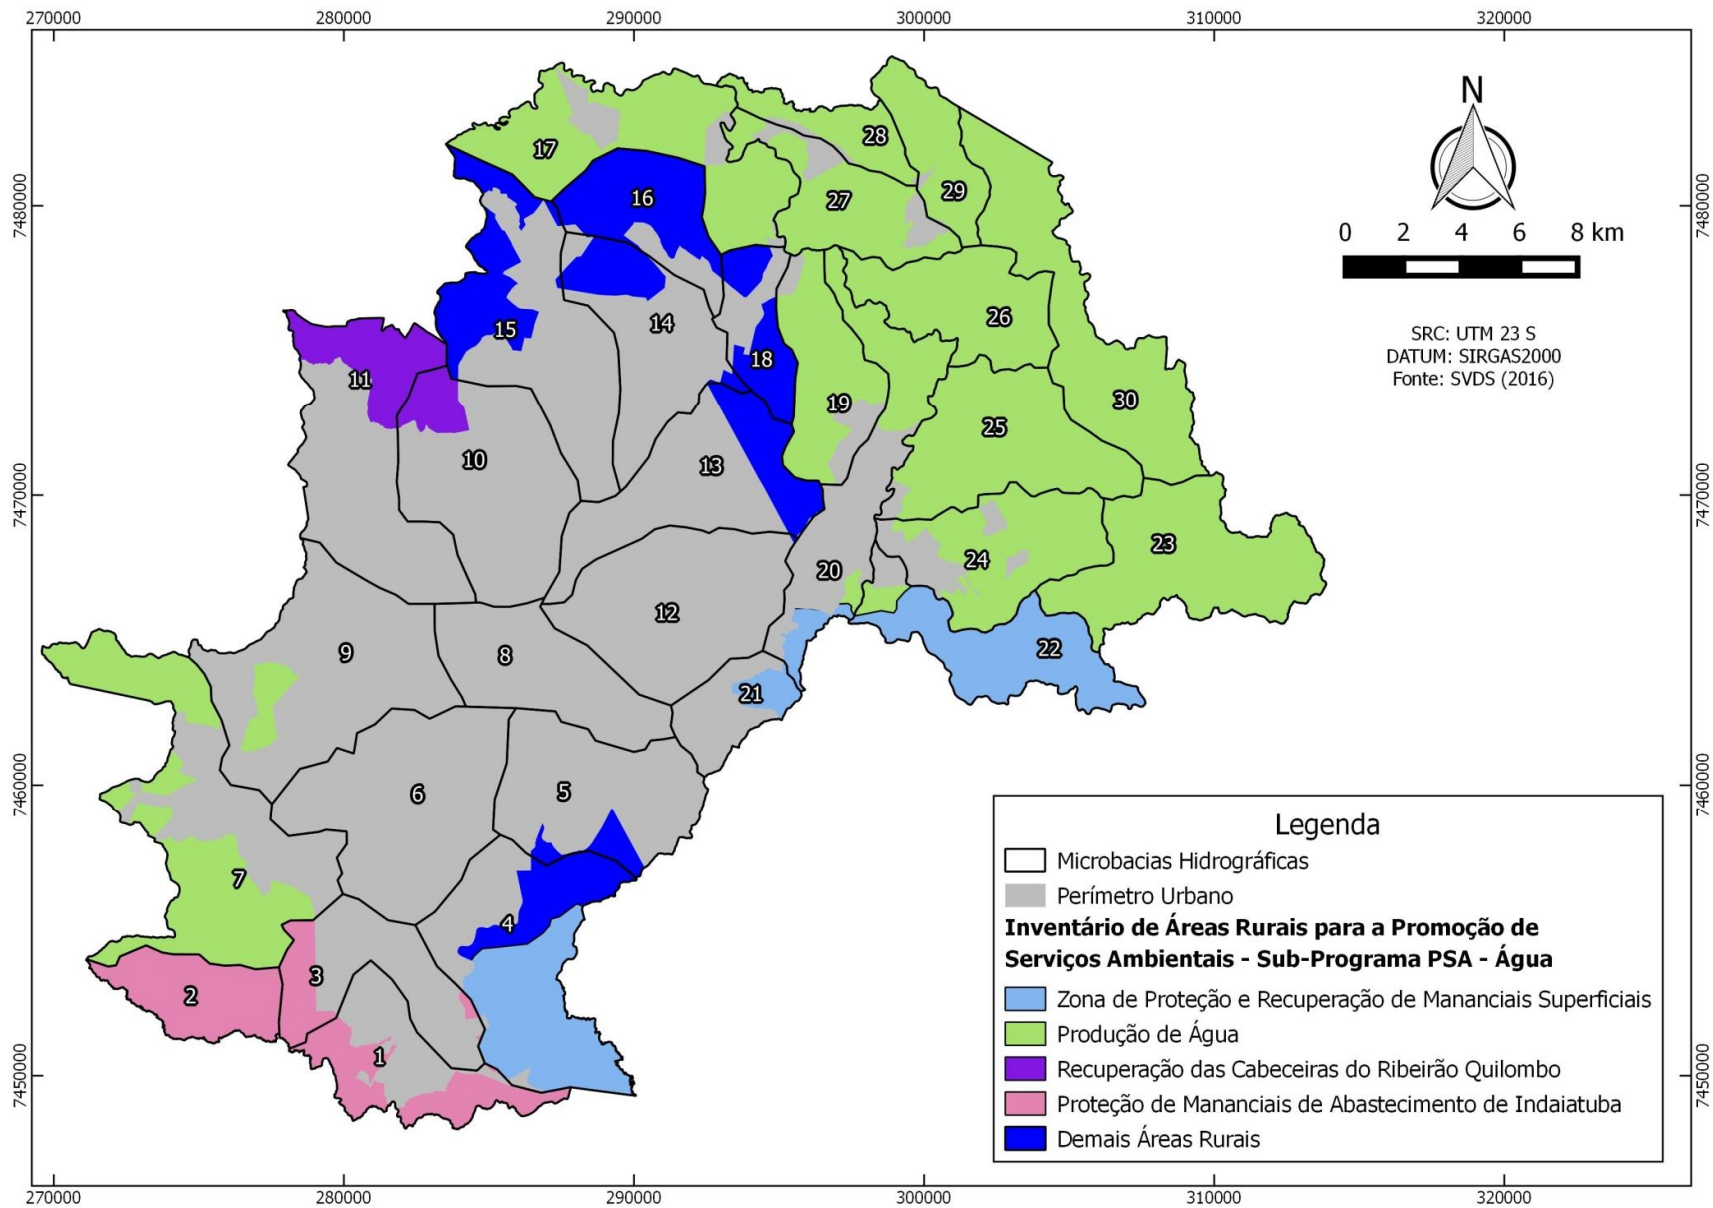 270000 280000 290000 300000 310000 320000
N
0 2 4 6 8 km
SRC: UTM 23 S
DATUM: SIRGAS2000
Fonte: SVDS (2016)
7480000 7480000
7470000 7470000
7460000 7460000
7450000 7450000
17
16
28
29
27
15
14
18
26
11
19
30
10
13
25
24
23
20
12
9
8
22
21
6
5
7
4
3
2
1
Legenda
Microbacias Hidrográficas
Perímetro Urbano
Inventário de Áreas Rurais para a Promoção de
Serviços Ambientais - Sub-Programa PSA - Água
Zona de Proteção e Recuperação de Mananciais Superficiais
Produção de Água
Recuperação das Cabeceiras do Ribeirão Quilombo
Proteção de Mananciais de Abastecimento de Indaiatuba
Demais Áreas Rurais
270000 280000 290000 300000 310000 320000